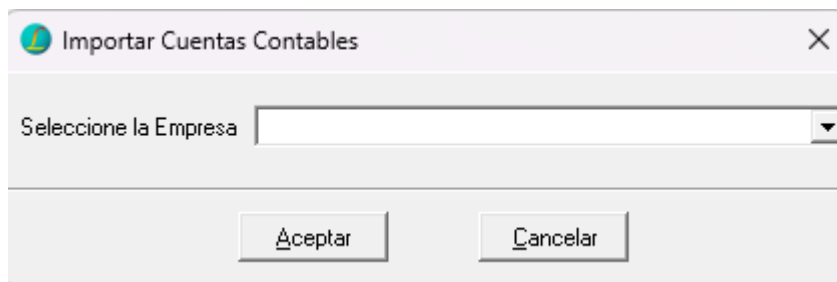 Importar Cuentas Contables
Seleccione la Empresa
Aceptar Cancelar